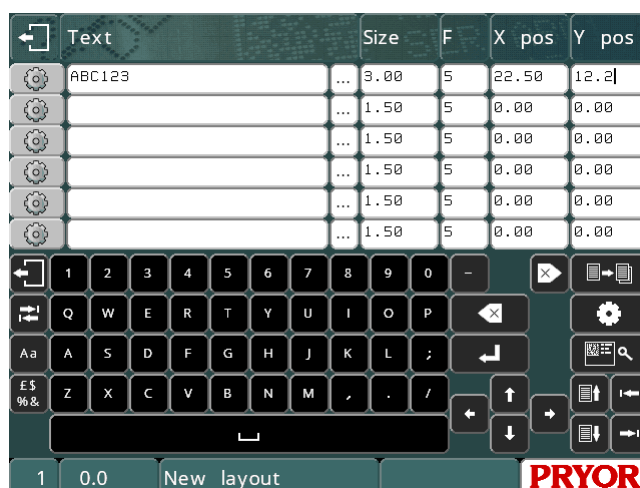 Text Size F X pos Y pos
ABC123 ... 3.00 5 22.50 12.2
... 1.50 5 0.00 0.00
... 1.50 5 0.00 0.00
... 1.50 5 0.00 0.00
... 1.50 5 0.00 0.00
... 1.50 5 0.00 0.00
1 2 3 4 5 6 7 8 9 0 -
Q W E R T Y U I O P
Aa A S D F G H J K L ;
£$
%& Z X C V B N M , . /
1 0.0 New layout PRYOR